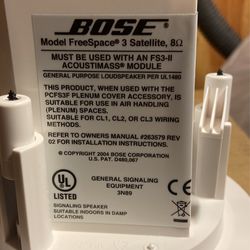 BOSE®
Model FreeSpace® 3 Satellite, 8Ω
MUST BE USED WITH AN FS3-II
ACOUSTIMASS® MODULE
GENERAL PURPOSE LOUDSPEAKER PER UL1480
THIS PRODUCT, WHEN USED WITH THE
PCFS3F PLENUM COVER ACCESSORY, IS
SUITABLE FOR USE IN AIR HANDLING
(PLENUM) SPACES.
SUITABLE FOR CL1, CL2, OR CL3 WIRING
METHODS.
REFER TO OWNERS MANUAL #283579 REV
02 FOR INSTALLATION INSTRUCTIONS.
© COPYRIGHT 2004 BOSE CORPORATION
U.S. PAT. D460,067
UL
®
LISTED
GENERAL SIGNALING
EQUIPMENT
3N89
SIGNALING SPEAKER
SUITABLE INDOORS IN DAMP
LOCATIONS